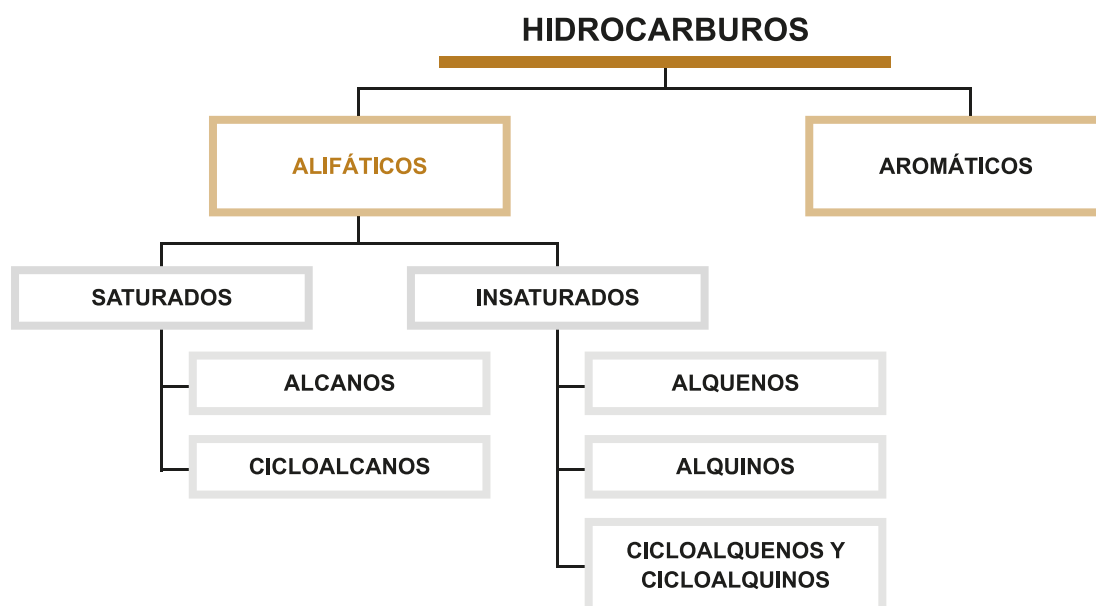 HIDROCARBUROS
ALIFÁTICOS
AROMÁTICOS
SATURADOS
INSATURADOS
ALCANOS
ALQUENOS
CICLOALCANOS
ALQUINOS
CICLOALQUENOS Y
CICLOALQUINOS